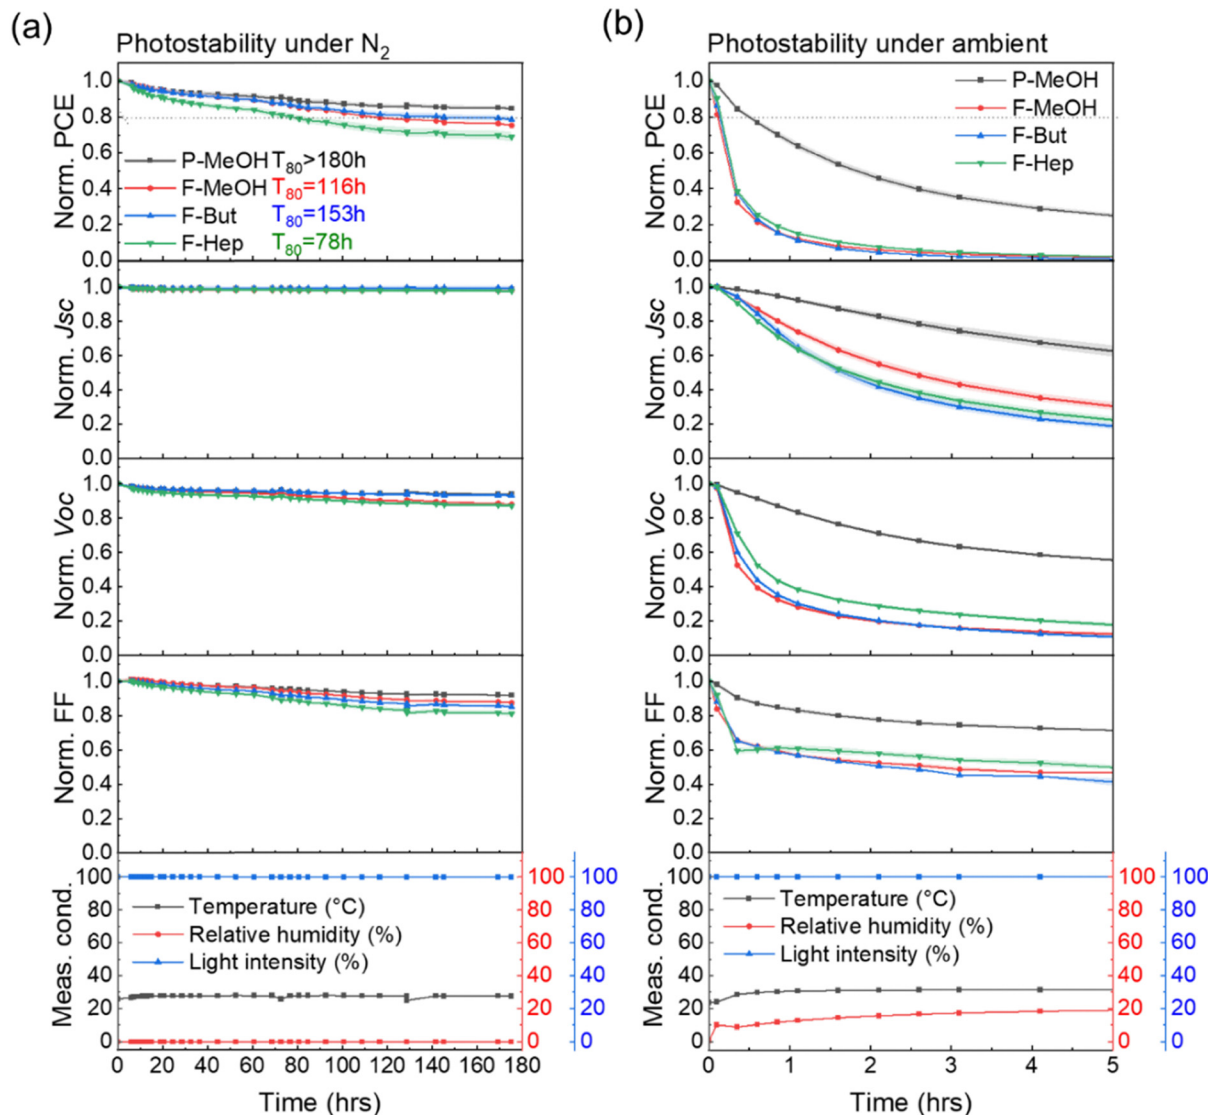 (a)
Photostability under N2
Norm. PCE
1.0
0.8
0.6
0.4
0.2
0.0
P-MeOH T80>180h
F-MeOH T80=116h
F-But T80=153h
F-Hep T80=78h
Norm. Jsc
1.0
0.8
0.6
0.4
0.2
0.0
Norm. Voc
1.0
0.8
0.6
0.4
0.2
0.0
Norm. FF
1.0
0.8
0.6
0.4
0.2
0.0
Meas. cond.
100
80
60
40
20
0
Temperature (°C)
Relative humidity (%)
Light intensity (%)
100
80
60
40
20
0
100
80
60
40
20
0
0 20 40 60 80 100 120 140 160 180
Time (hrs)
(b)
Photostability under ambient
Norm. PCE
1.0
0.8
0.6
0.4
0.2
0.0
P-MeOH
F-MeOH
F-But
F-Hep
Norm. Jsc
1.0
0.8
0.6
0.4
0.2
0.0
Norm. Voc
1.0
0.8
0.6
0.4
0.2
0.0
Norm. FF
1.0
0.8
0.6
0.4
0.2
0.0
Meas. cond.
100
80
60
40
20
0
Temperature (°C)
Relative humidity (%)
Light intensity (%)
100
80
60
40
20
0
100
80
60
40
20
0
0 1 2 3 4 5
Time (hrs)